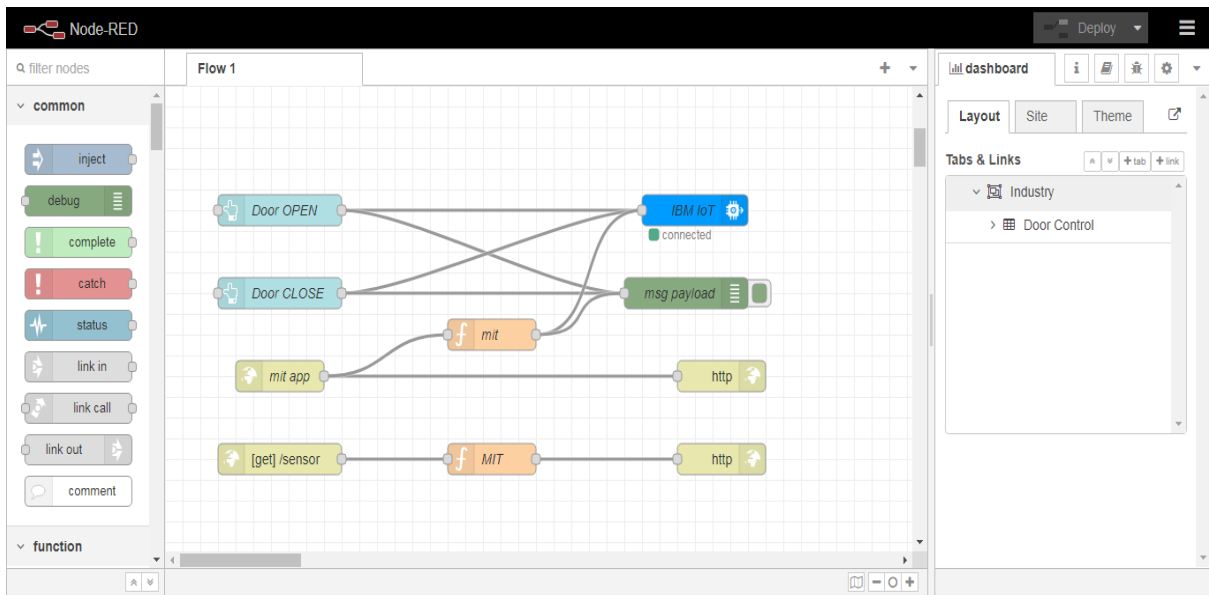 Node-RED
Deploy
filter nodes
Flow 1
dashboard
i
common
Layout
Site
Theme
inject
Tabs & Links
tab
link
debug
Door OPEN
IBM IoT
Industry
complete
connected
Door Control
catch
Door CLOSE
msg payload
status
mit
link in
mit app
http
link call
link out
[get] /sensor
MIT
http
comment
function